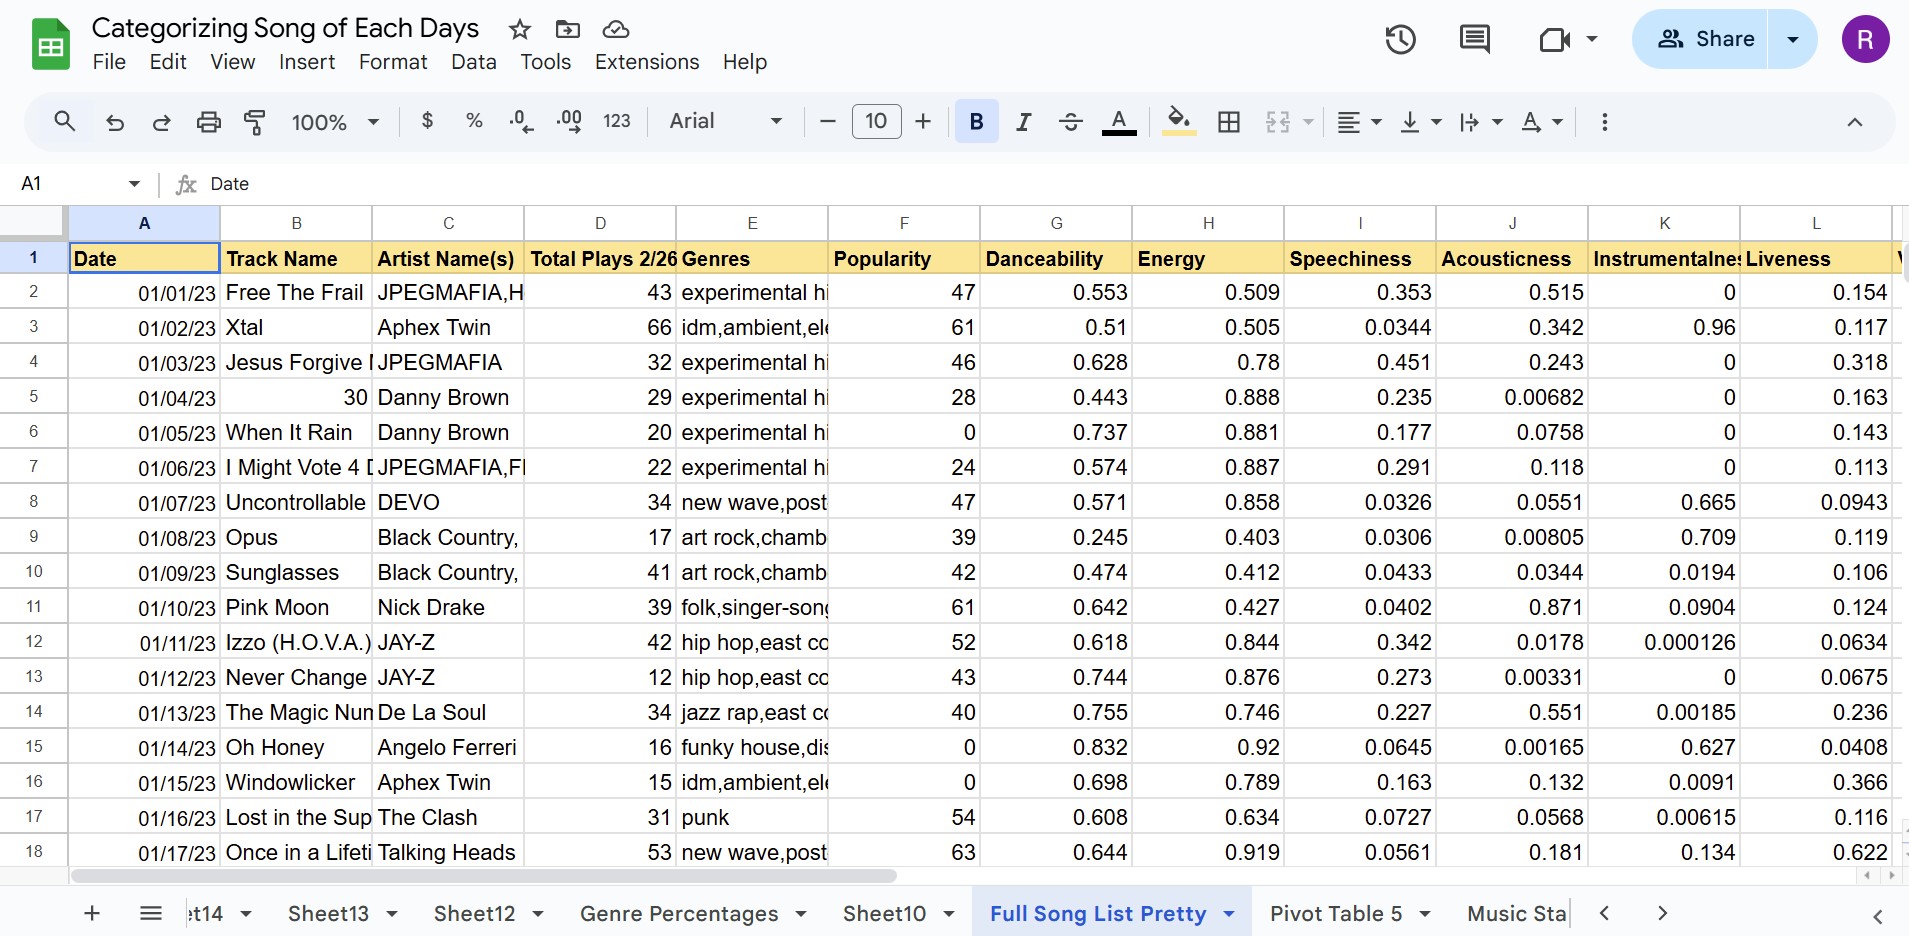 Categorizing Song of Each Days
Share
R
File Edit View Insert Format Data Tools Extensions Help
100% $ % .0 .00 123 Arial 10 B I S A A
A1 fx Date
A B C D E F G H I J K L
1 Date Track Name Artist Name(s) Total Plays 2/26 Genres Popularity Danceability Energy Speechiness Acousticness Instrumentalnes Liveness
2 01/01/23 Free The Frail JPEGMAFIA,H 43 experimental hi 47 0.553 0.509 0.353 0.515 0 0.154
3 01/02/23 Xtal Aphex Twin 66 idm,ambient,ele 61 0.51 0.505 0.0344 0.342 0.96 0.117
4 01/03/23 Jesus Forgive JPEGMAFIA 32 experimental hi 46 0.628 0.78 0.451 0.243 0 0.318
5 01/04/23 30 Danny Brown 29 experimental hi 28 0.443 0.888 0.235 0.00682 0 0.163
6 01/05/23 When It Rain Danny Brown 20 experimental hi 0 0.737 0.881 0.177 0.0758 0 0.143
7 01/06/23 I Might Vote 4 JPEGMAFIA,Fl 22 experimental hi 24 0.574 0.887 0.291 0.118 0 0.113
8 01/07/23 Uncontrollable DEVO 34 new wave,post 47 0.571 0.858 0.0326 0.0551 0.665 0.0943
9 01/08/23 Opus Black Country, 17 art rock,chamb 39 0.245 0.403 0.0306 0.00805 0.709 0.119
10 01/09/23 Sunglasses Black Country, 41 art rock,chamb 42 0.474 0.412 0.0433 0.0344 0.0194 0.106
11 01/10/23 Pink Moon Nick Drake 39 folk,singer-song 61 0.642 0.427 0.0402 0.871 0.0904 0.124
12 01/11/23 Izzo (H.O.V.A.) JAY-Z 42 hip hop,east co 52 0.618 0.844 0.342 0.0178 0.000126 0.0634
13 01/12/23 Never Change JAY-Z 12 hip hop,east co 43 0.744 0.876 0.273 0.00331 0 0.0675
14 01/13/23 The Magic Num De La Soul 34 jazz rap,east co 40 0.755 0.746 0.227 0.551 0.00185 0.236
15 01/14/23 Oh Honey Angelo Ferreri 16 funky house,dis 0 0.832 0.92 0.0645 0.00165 0.627 0.0408
16 01/15/23 Windowlicker Aphex Twin 15 idm,ambient,ele 0 0.698 0.789 0.163 0.132 0.0091 0.366
17 01/16/23 Lost in the Sup The Clash 31 punk 54 0.608 0.634 0.0727 0.0568 0.00615 0.116
18 01/17/23 Once in a Lifeti Talking Heads 53 new wave,post 63 0.644 0.919 0.0561 0.181 0.134 0.622
et14 Sheet13 Sheet12 Genre Percentages Sheet10 Full Song List Pretty Pivot Table 5 Music Sta